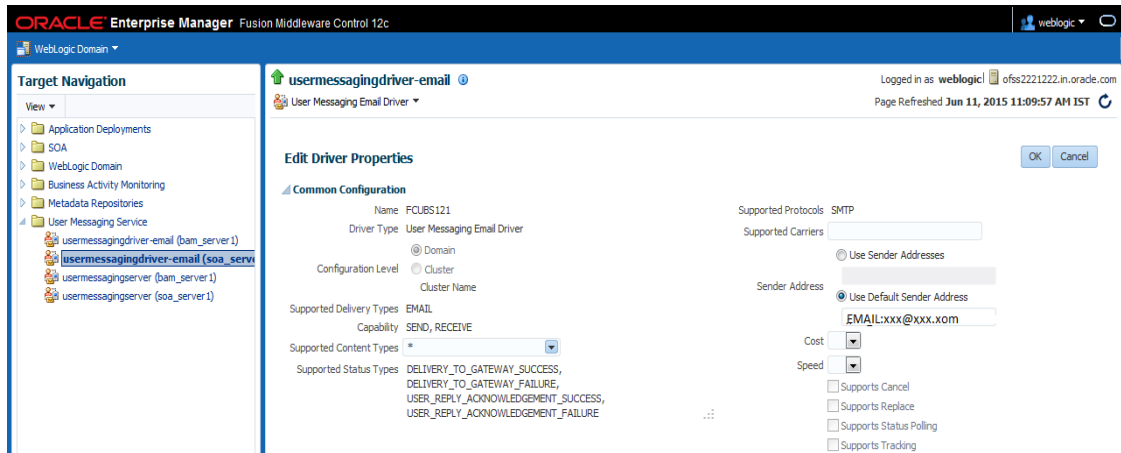 ORACLE Enterprise Manager Fusion Middleware Control 12c
weblogic
WebLogic Domain
Target Navigation
View
Application Deployments
SOA
WebLogic Domain
Business Activity Monitoring
Metadata Repositories
User Messaging Service
usermessagingdriver-email (bam_server1)
usermessagingdriver-email (soa_serve
usermessagingserver (bam_server1)
usermessagingserver (soa_server1)
usermessagingdriver-email
User Messaging Email Driver
Logged in as weblogic ofss2221222.in.oracle.com
Page Refreshed Jun 11, 2015 11:09:57 AM IST
Edit Driver Properties
OK Cancel
Common Configuration
Name FCUBS121
Driver Type User Messaging Email Driver
Configuration Level
Domain
Cluster
Cluster Name
Supported Delivery Types EMAIL
Capability SEND, RECEIVE
Supported Content Types *
Supported Status Types DELIVERY_TO_GATEWAY_SUCCESS,
DELIVERY_TO_GATEWAY_FAILURE,
USER_REPLY_ACKNOWLEDGEMENT_SUCCESS,
USER_REPLY_ACKNOWLEDGEMENT_FAILURE
Supported Protocols SMTP
Supported Carriers
Sender Address
Use Sender Addresses
Use Default Sender Address
EMAIL:xxx@xxx.xom
Cost
Speed
Supports Cancel
Supports Replace
Supports Status Polling
Supports Tracking